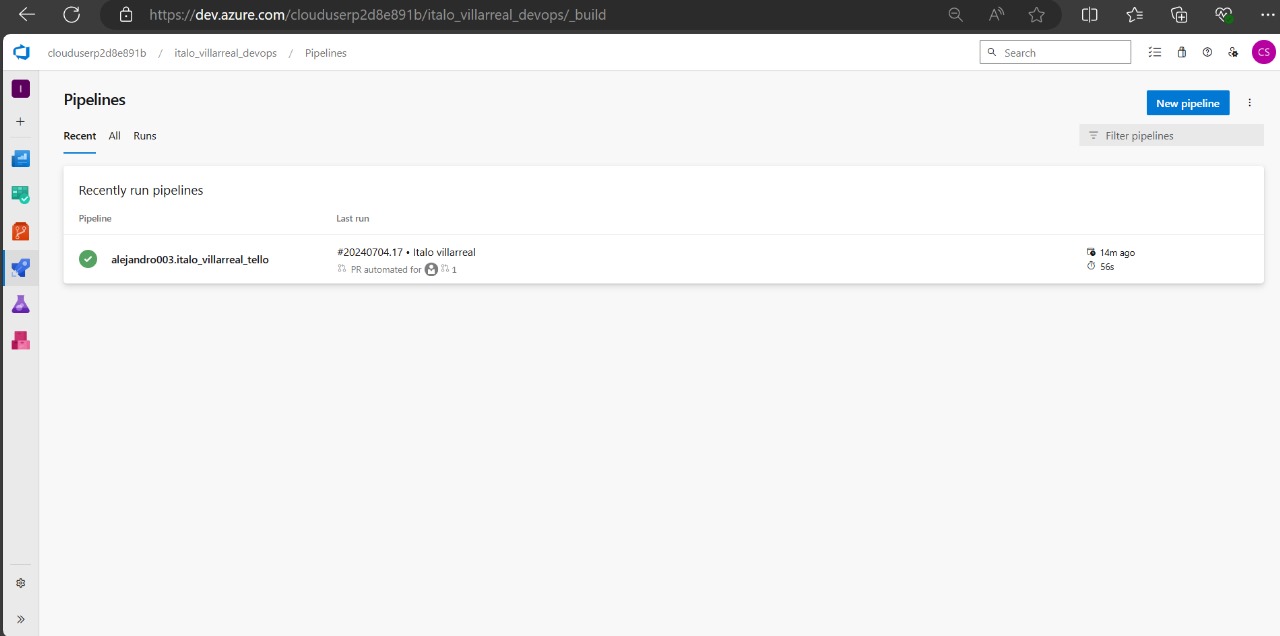 https://dev.azure.com/clouduserp2d8e891b/italo_villarreal_devops/_build
clouduserp2d8e891b / italo_villarreal_devops / Pipelines
Search
CS
I
Pipelines
New pipeline
Recent All Runs
Filter pipelines
Recently run pipelines
Pipeline Last run
alejandro003.italo_villarreal_tello
#20240704.17 • Italo villarreal
14m ago
PR automated for 1
56s